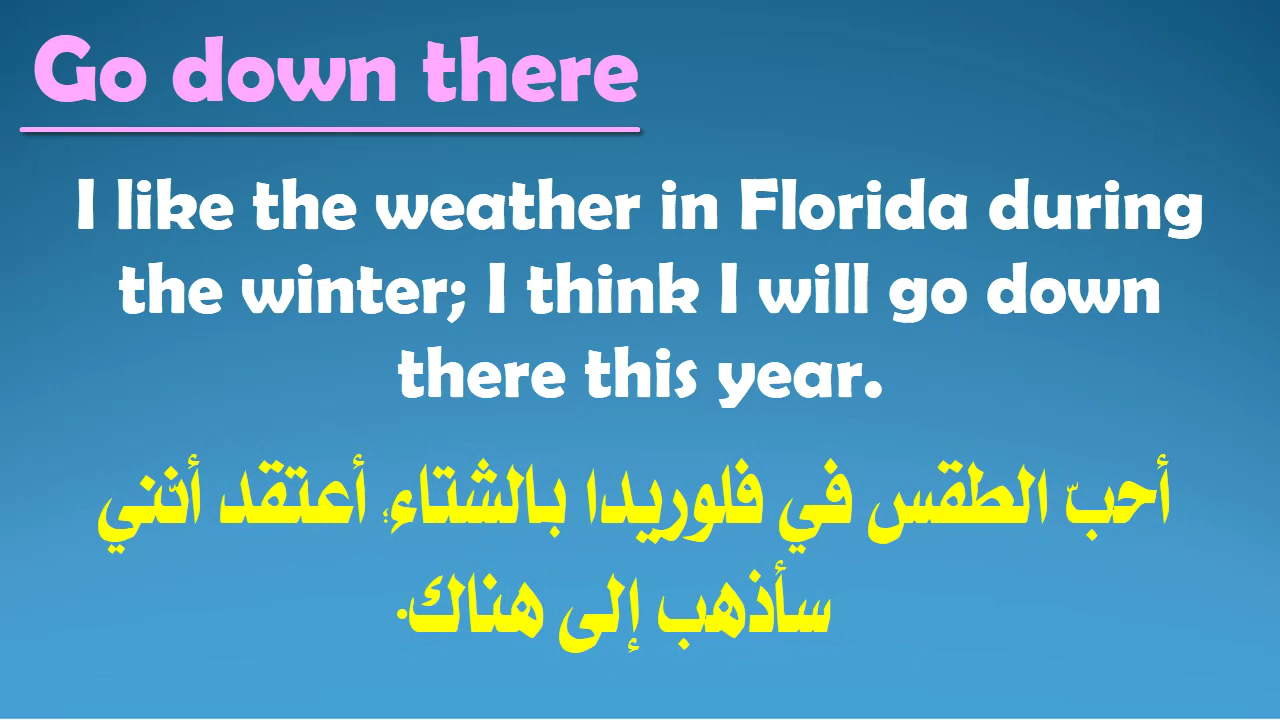 Go down there
I like the weather in Florida during
the winter; I think I will go down
there this year.
أحبّ الطقس في فلوريدا بالشتاء؛ أعتقد أنّني
سأذهب إلى هناك.